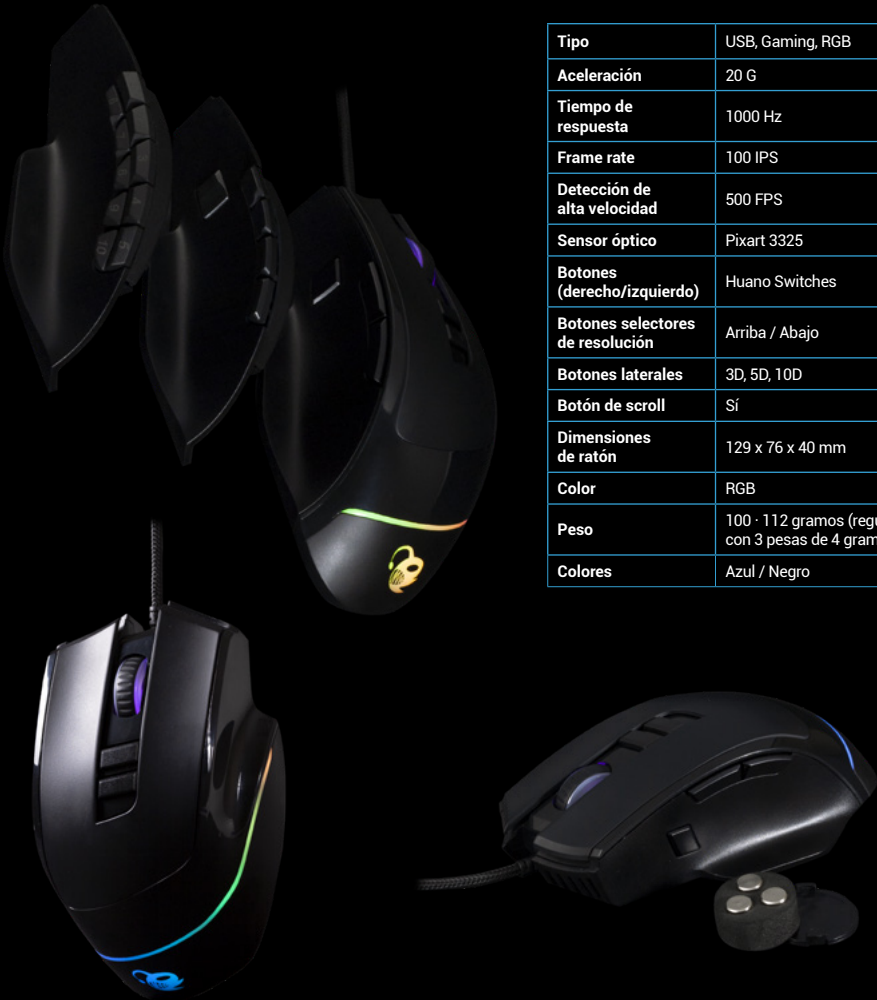 Tipo
USB, Gaming, RGB
Aceleración
20 G
Tiempo de
respuesta
1000 Hz
Frame rate
100 IPS
Detección de
alta velocidad
500 FPS
Sensor óptico
Pixart 3325
Botones
(derecho/izquierdo)
Huano Switches
Botones selectores
de resolución
Arriba / Abajo
Botones laterales
3D, 5D, 10D
Botón de scroll
Sí
Dimensiones
de ratón
129 x 76 x 40 mm
Color
RGB
Peso
100 · 112 gramos
con 3 pesas de 4
Colores
Azul / Negro